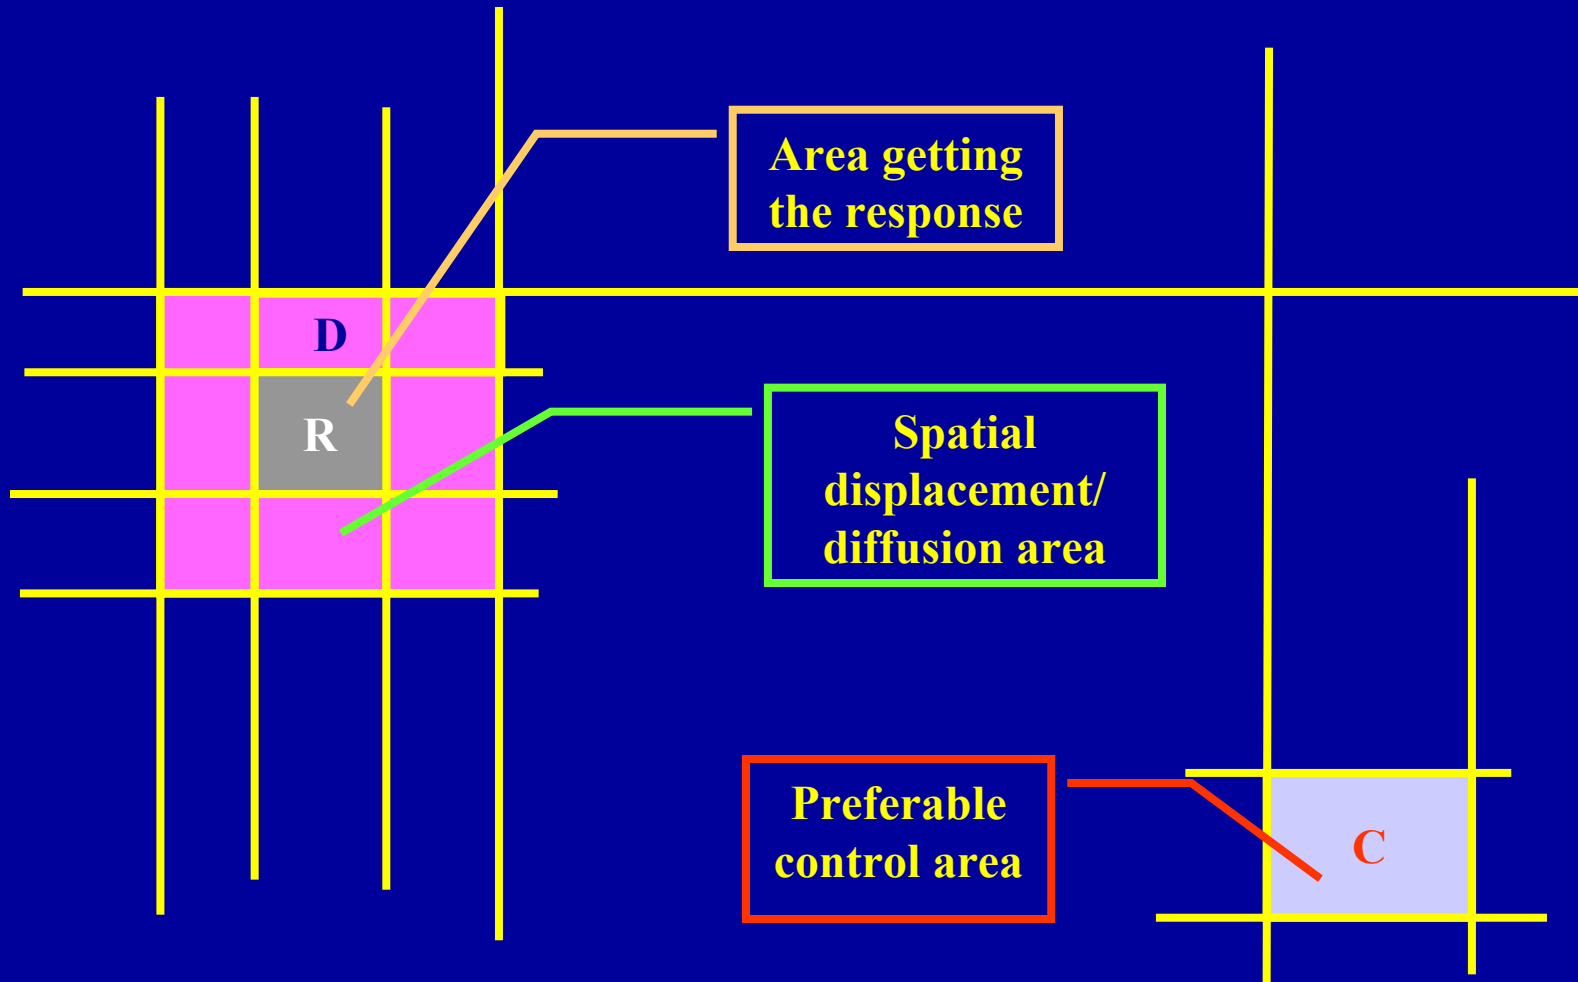 Area getting
the response
D
R
Spatial
displacement/
diffusion area
Preferable
control area
C